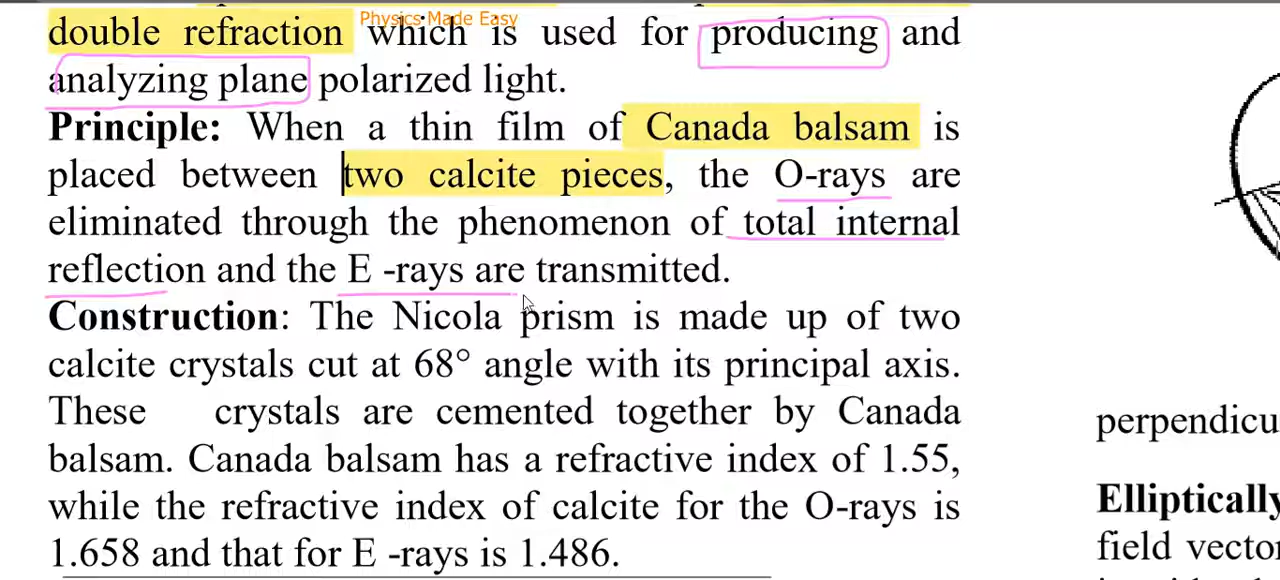 Physics Made Easy
double refraction which is used for producing and
analyzing plane polarized light.
Principle: When a thin film of Canada balsam is
placed between two calcite pieces, the O-rays are
eliminated through the phenomenon of total internal
reflection and the E -rays are transmitted.
Construction: The Nicola prism is made up of two
calcite crystals cut at 68° angle with its principal axis.
These crystals are cemented together by Canada
balsam. Canada balsam has a refractive index of 1.55,
while the refractive index of calcite for the O-rays is
1.658 and that for E -rays is 1.486.
perpendicu
Elliptically
field vector